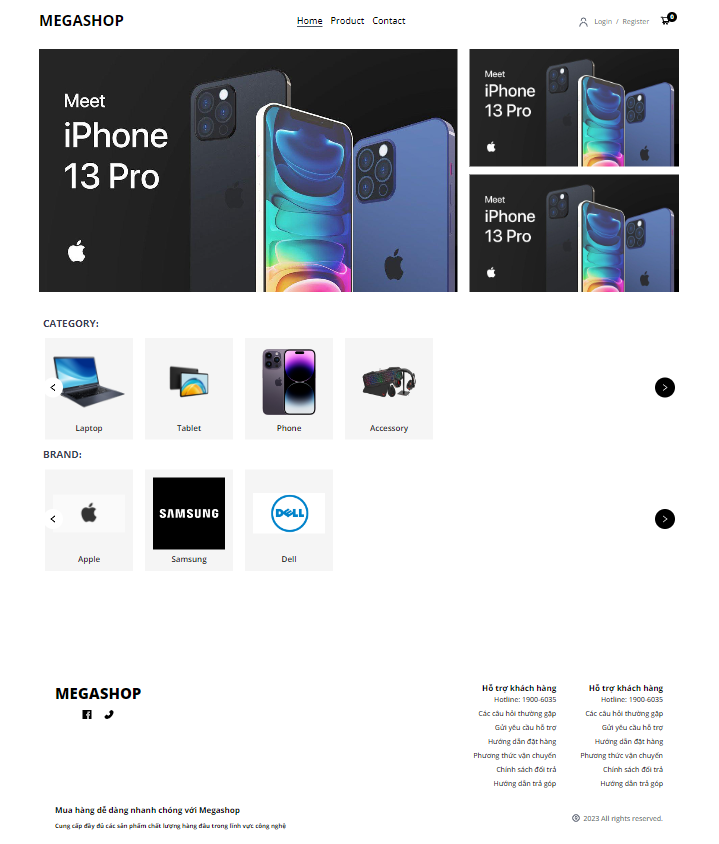 MEGASHOP
Home Product Contact
Login / Register
0
Meet
iPhone
13 Pro
Meet
iPhone
13 Pro
Meet
iPhone
13 Pro
CATEGORY:
Laptop
Tablet
Phone
Accessory
BRAND:
SAMSUNG
DELL
Apple
Samsung
Dell
MEGASHOP
Hỗ trợ khách hàng
Hotline: 1900-6035
Các câu hỏi thường gặp
Gửi yêu cầu hỗ trợ
Hướng dẫn đặt hàng
Phương thức vận chuyển
Chính sách đổi trả
Hướng dẫn trả góp
Hỗ trợ khách hàng
Hotline: 1900-6035
Các câu hỏi thường gặp
Gửi yêu cầu hỗ trợ
Hướng dẫn đặt hàng
Phương thức vận chuyển
Chính sách đổi trả
Hướng dẫn trả góp
Mua hàng dễ dàng nhanh chóng với Megashop
Cung cấp đầy đủ các sản phẩm chất lượng hàng đầu trong lĩnh vực công nghệ
© 2023 All rights reserved.